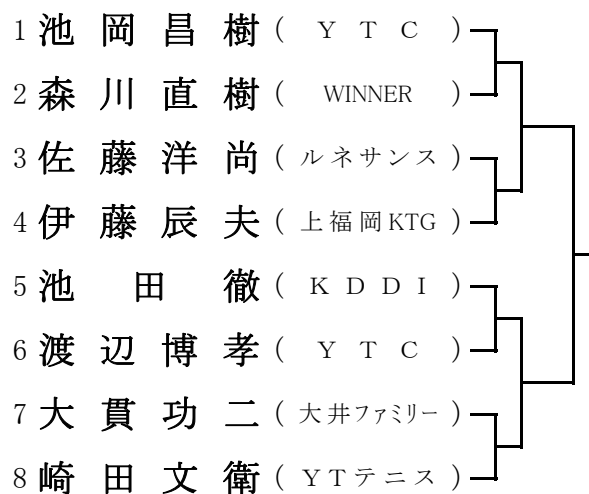 1 池岡昌樹 ( YTC )
2 森川直樹 ( WINNER )
3 佐藤洋尚 ( ルネサンス )
4 伊藤辰夫 ( 上福岡KTG )
5 池田徹 ( KDDI )
6 渡辺博孝 ( YTC )
7 大貫功二 ( 大井ファミリー )
8 崎田文衛 ( YTテニス )